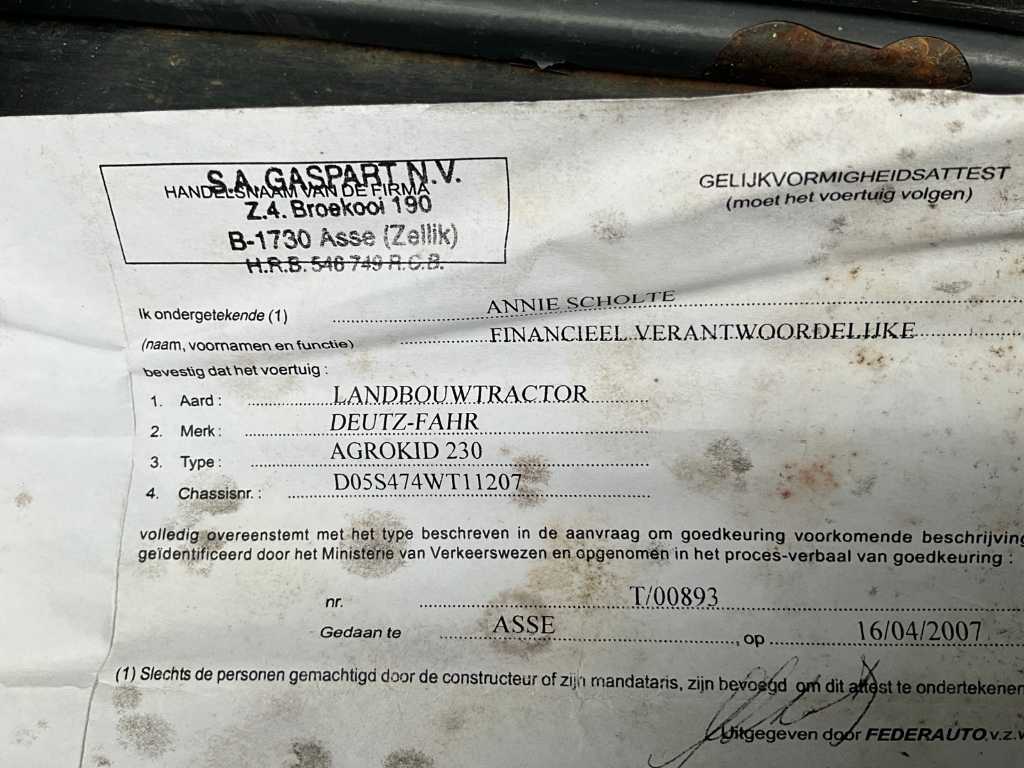 S.A. GASPART N.V.
HANDELSNAAM VAN DE FIRMA
Z.4. Broekooi 190
B-1730 Asse (Zellik)
H.R.B. 546 749 R.C.B.
GELIJKVORMIGHEIDSATTEST
(moet het voertuig volgen)
Ik ondergetekende (1) ANNIE SCHOLTE
(naam, voornamen en functie) FINANCIEEL VERANTWOORDELIJKE
bevestig dat het voertuig :
1. Aard : LANDBOUWTRACTOR
2. Merk : DEUTZ-FAHR
3. Type : AGROKID 230
4. Chassisnr. : D05S474WT11207
volledig overeenstemt met het type beschreven in de aanvraag om goedkeuring voorkomende beschrijving
geïdentificeerd door het Ministerie van Verkeerswezen en opgenomen in het proces-verbaal van goedkeuring :
nr. T/00893
Gedaan te ASSE , op 16/04/2007
(1) Slechts de personen gemachtigd door de constructeur of zijn mandataris, zijn bevoegd om dit attest te ondertekenen
Uitgegeven door FEDERAUTO v.z.w